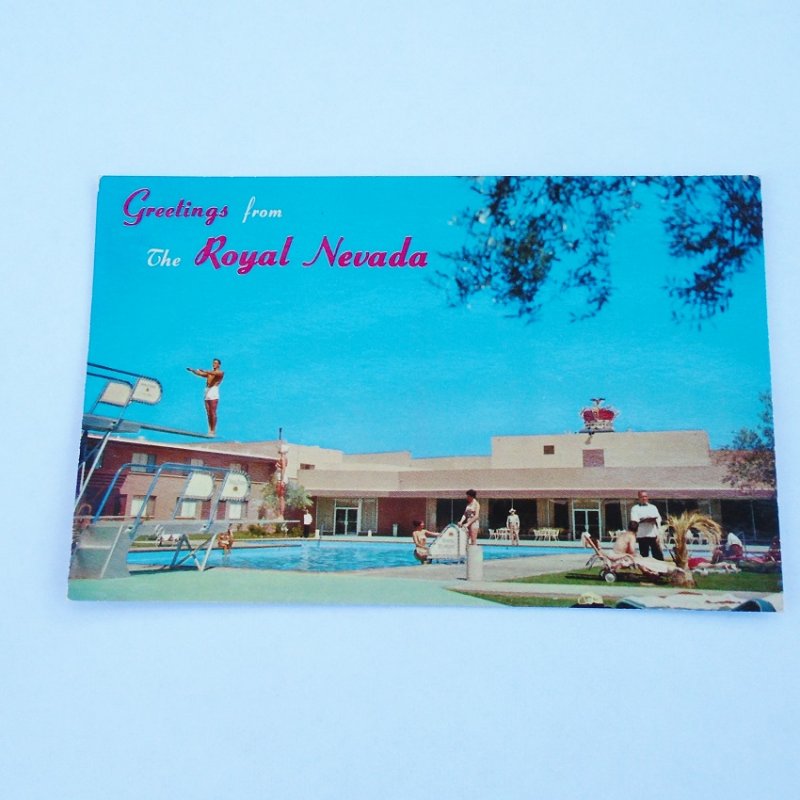 Greetings from
The Royal Nevada